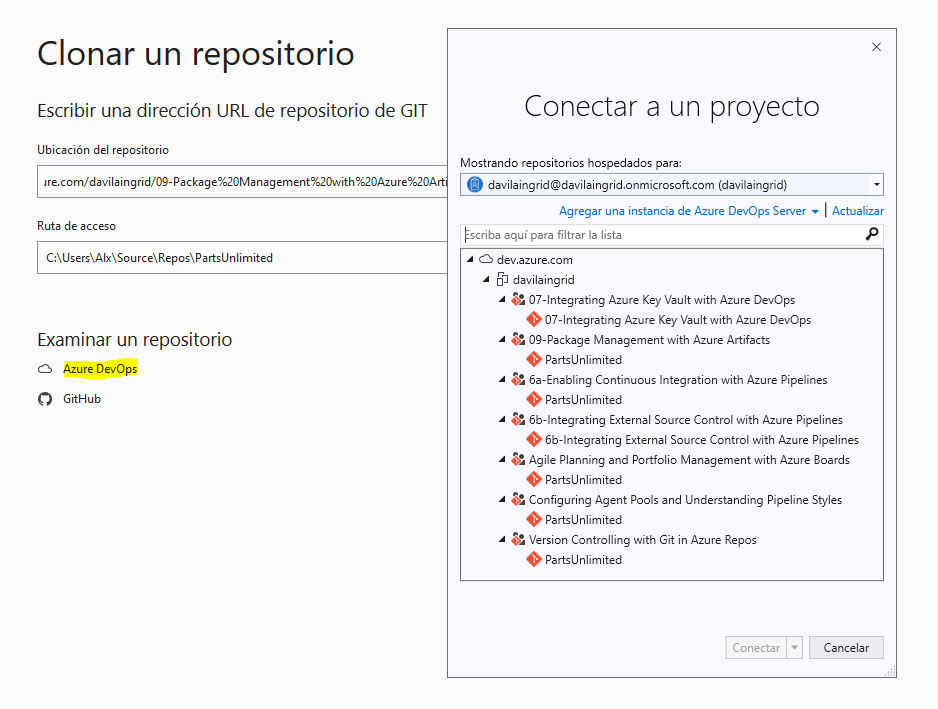 Clonar un repositorio
Escribir una dirección URL de repositorio de GIT
Ubicación del repositorio
re.com/davilaingrid/09-Package%20Management%20with%20Azure%20Arti
Ruta de acceso
C:\Users\Alx\Source\Repos\PartsUnlimited
Examinar un repositorio
Azure DevOps
GitHub
Conectar a un proyecto
Mostrando repositorios hospedados para:
davilaingrid@davilaingrid.onmicrosoft.com (davilaingrid)
Agregar una instancia de Azure DevOps Server | Actualizar
Escriba aquí para filtrar la lista
dev.azure.com
davilaingrid
07-Integrating Azure Key Vault with Azure DevOps
07-Integrating Azure Key Vault with Azure DevOps
09-Package Management with Azure Artifacts
PartsUnlimited
6a-Enabling Continuous Integration with Azure Pipelines
PartsUnlimited
6b-Integrating External Source Control with Azure Pipelines
6b-Integrating External Source Control with Azure Pipelines
Agile Planning and Portfolio Management with Azure Boards
PartsUnlimited
Configuring Agent Pools and Understanding Pipeline Styles
PartsUnlimited
Version Controlling with Git in Azure Repos
PartsUnlimited
Conectar
Cancelar